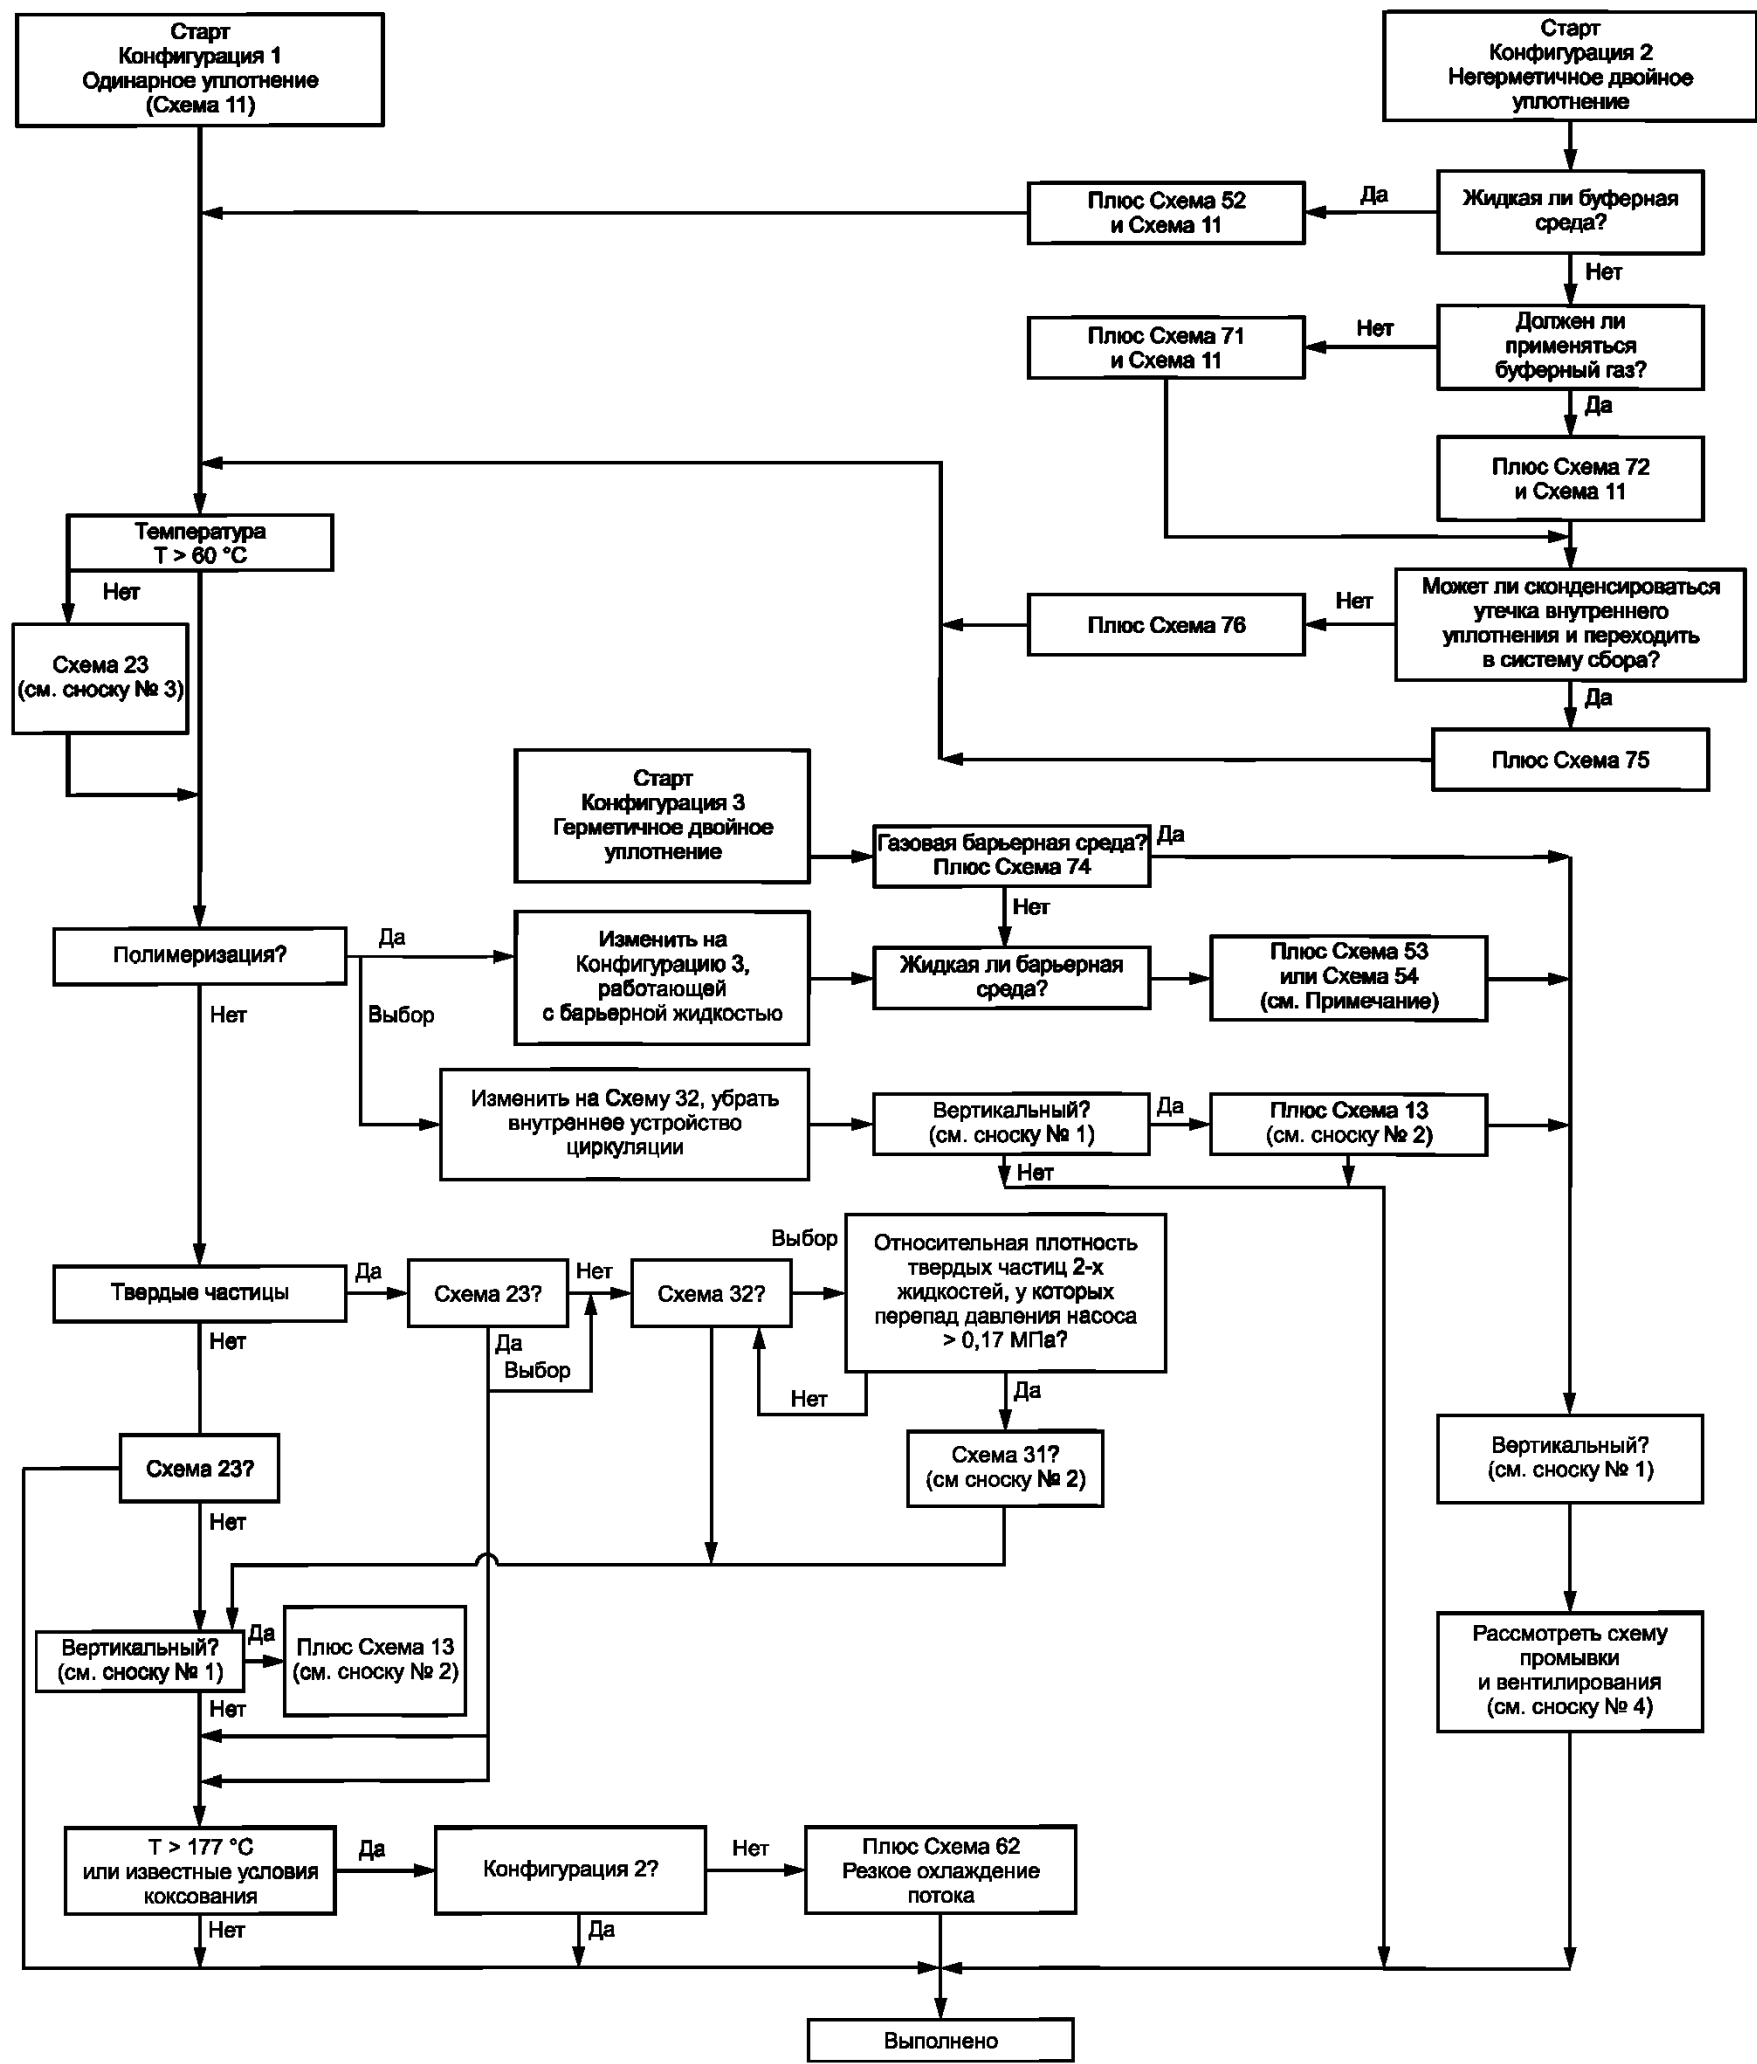 Старт
Конфигурация 1
Одинарное уплотнение
(Схема 11)
Старт
Конфигурация 2
Негерметичное двойное
уплотнение
Плюс Схема 52
и Схема 11
Да
Жидкая ли буферная
среда?
Нет
Плюс Схема 71
и Схема 11
Нет
Должен ли
применяться
буферный газ?
Да
Плюс Схема 72
и Схема 11
Температура
T > 60 °C
Нет
Схема 23
(см. сноску № 3)
Плюс Схема 76
Нет
Может ли сконденсироваться
утечка внутреннего
уплотнения и переходить
в систему сбора?
Да
Плюс Схема 75
Старт
Конфигурация 3
Герметичное двойное
уплотнение
Газовая барьерная среда?
Плюс Схема 74
Да
Нет
Полимеризация?
Да
Выбор
Нет
Изменить на
Конфигурацию 3,
работающей
с барьерной жидкостью
Жидкая ли барьерная
среда?
Плюс Схема 53
или Схема 54
(см. Примечание)
Изменить на Схему 32, убрать
внутреннее устройство
циркуляции
Вертикальный?
(см. сноску № 1)
Да
Нет
Плюс Схема 13
(см. сноску № 2)
Твердые частицы
Да
Нет
Схема 23?
Нет
Да
Выбор
Схема 32?
Выбор
Относительная плотность
твердых частиц 2-х
жидкостей, у которых
перепад давления насоса
> 0,17 МПа?
Нет
Да
Схема 31?
(см сноску № 2)
Схема 23?
Нет
Вертикальный?
(см. сноску № 1)
Вертикальный?
(см. сноску № 1)
Да
Нет
Плюс Схема 13
(см. сноску № 2)
Рассмотреть схему
промывки
и вентилирования
(см. сноску № 4)
T > 177 °C
или известные условия
коксования
Да
Нет
Конфигурация 2?
Нет
Да
Плюс Схема 62
Резкое охлаждение
потока
Выполнено